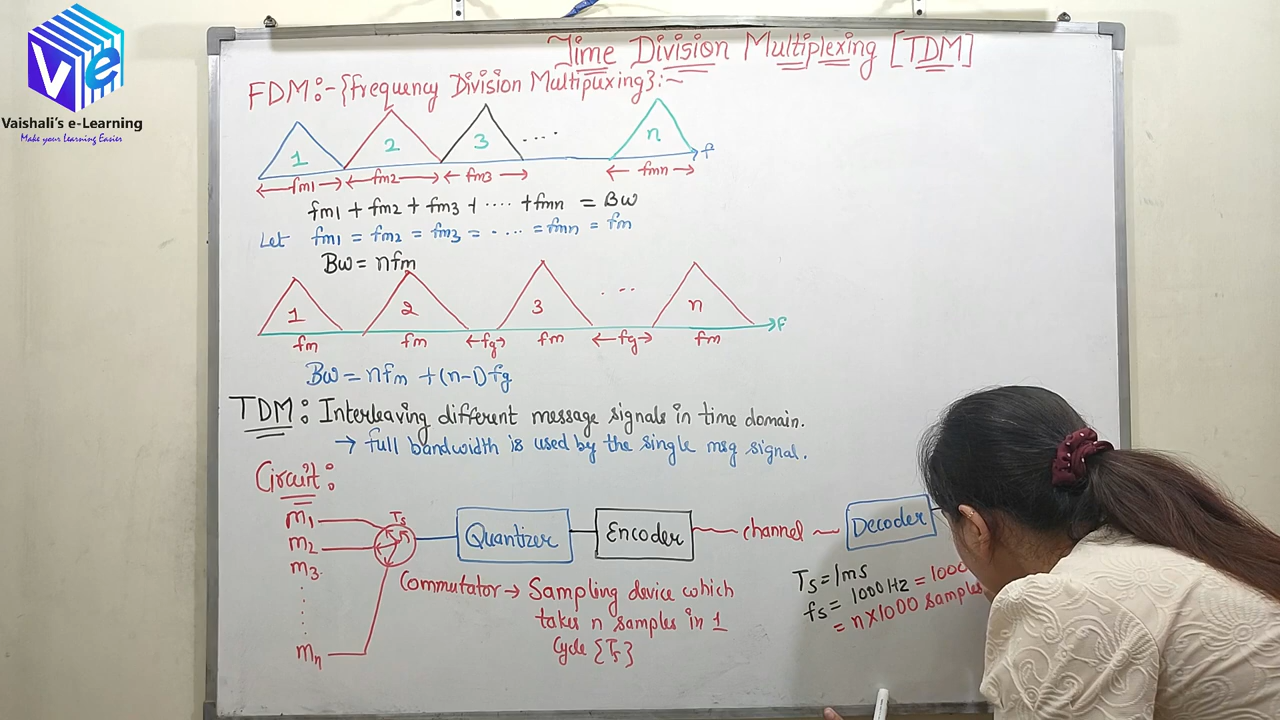 Vaishali's e-Learning
Make your Learning Easier
Time Division Multiplexing [TDM]
FDM:- {Frequency Division Multipuxing}:~
1 2 3 .... n f
fm1 fm2 fm3 fmn
fm1 + fm2 + fm3 + .... + fmn = BW
Let fm1 = fm2 = fm3 = ..... = fmn = fm
BW = nfm
1 2 3 ... n f
fm fm fg fm fg fm
BW = nfm + (n-1)fg
TDM: Interleaving different message signals in time domain.
→ full bandwidth is used by the single msg signal.
Circuit:
m1 Ts
m2 Quantizer Encoder channel Decoder
m3
Commutator → Sampling device which
takes n samples in 1
Cycle {Ts}
mn
Ts = 1ms
fs = 1000 Hz = 1000
= n×1000 samples